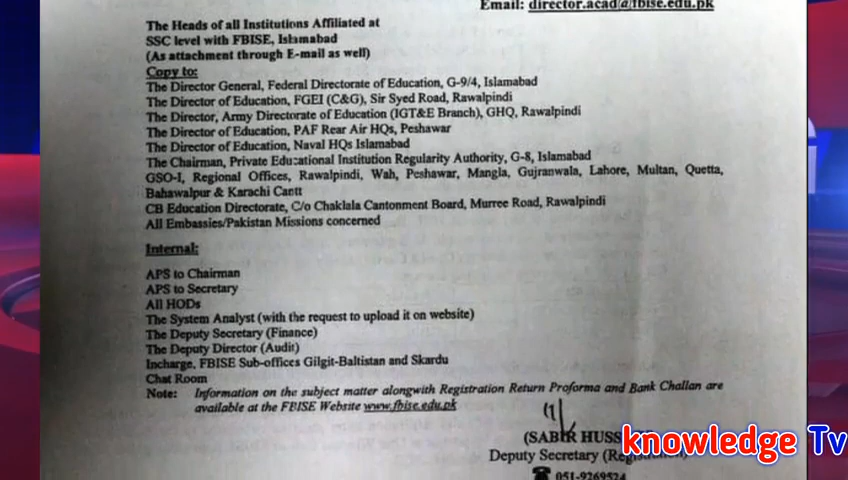 Email: director.acad@fbise.edu.pk
The Heads of all Institutions Affiliated at
SSC level with FBISE, Islamabad
(As attachment through E-mail as well)
Copy to:
The Director General, Federal Directorate of Education, G-9/4, Islamabad
The Director of Education, FGEI (C&G), Sir Syed Road, Rawalpindi
The Director, Army Directorate of Education (IGT&E Branch), GHQ, Rawalpindi
The Director of Education, PAF Rear Air HQs, Peshawar
The Director of Education, Naval HQs Islamabad
The Chairman, Private Educational Institution Regularity Authority, G-8, Islamabad
GSO-I, Regional Offices, Rawalpindi, Wah, Peshawar, Mangla, Gujranwala, Lahore, Multan, Quetta,
Bahawalpur & Karachi Cantt
CB Education Directorate, C/o Chaklala Cantonment Board, Murree Road, Rawalpindi
All Embassies/Pakistan Missions concerned
Internal:
APS to Chairman
APS to Secretary
All HODs
The System Analyst (with the request to upload it on website)
The Deputy Secretary (Finance)
The Deputy Director (Audit)
Incharge, FBISE Sub-offices Gilgit-Baltistan and Skardu
Chat Room
Note: Information on the subject matter alongwith Registration Return Proforma and Bank Challan are
available at the FBISE Website www.fbise.edu.pk
(SABIR HUSS
Deputy Secretary (Reg
051-9269524
knowledge Tv